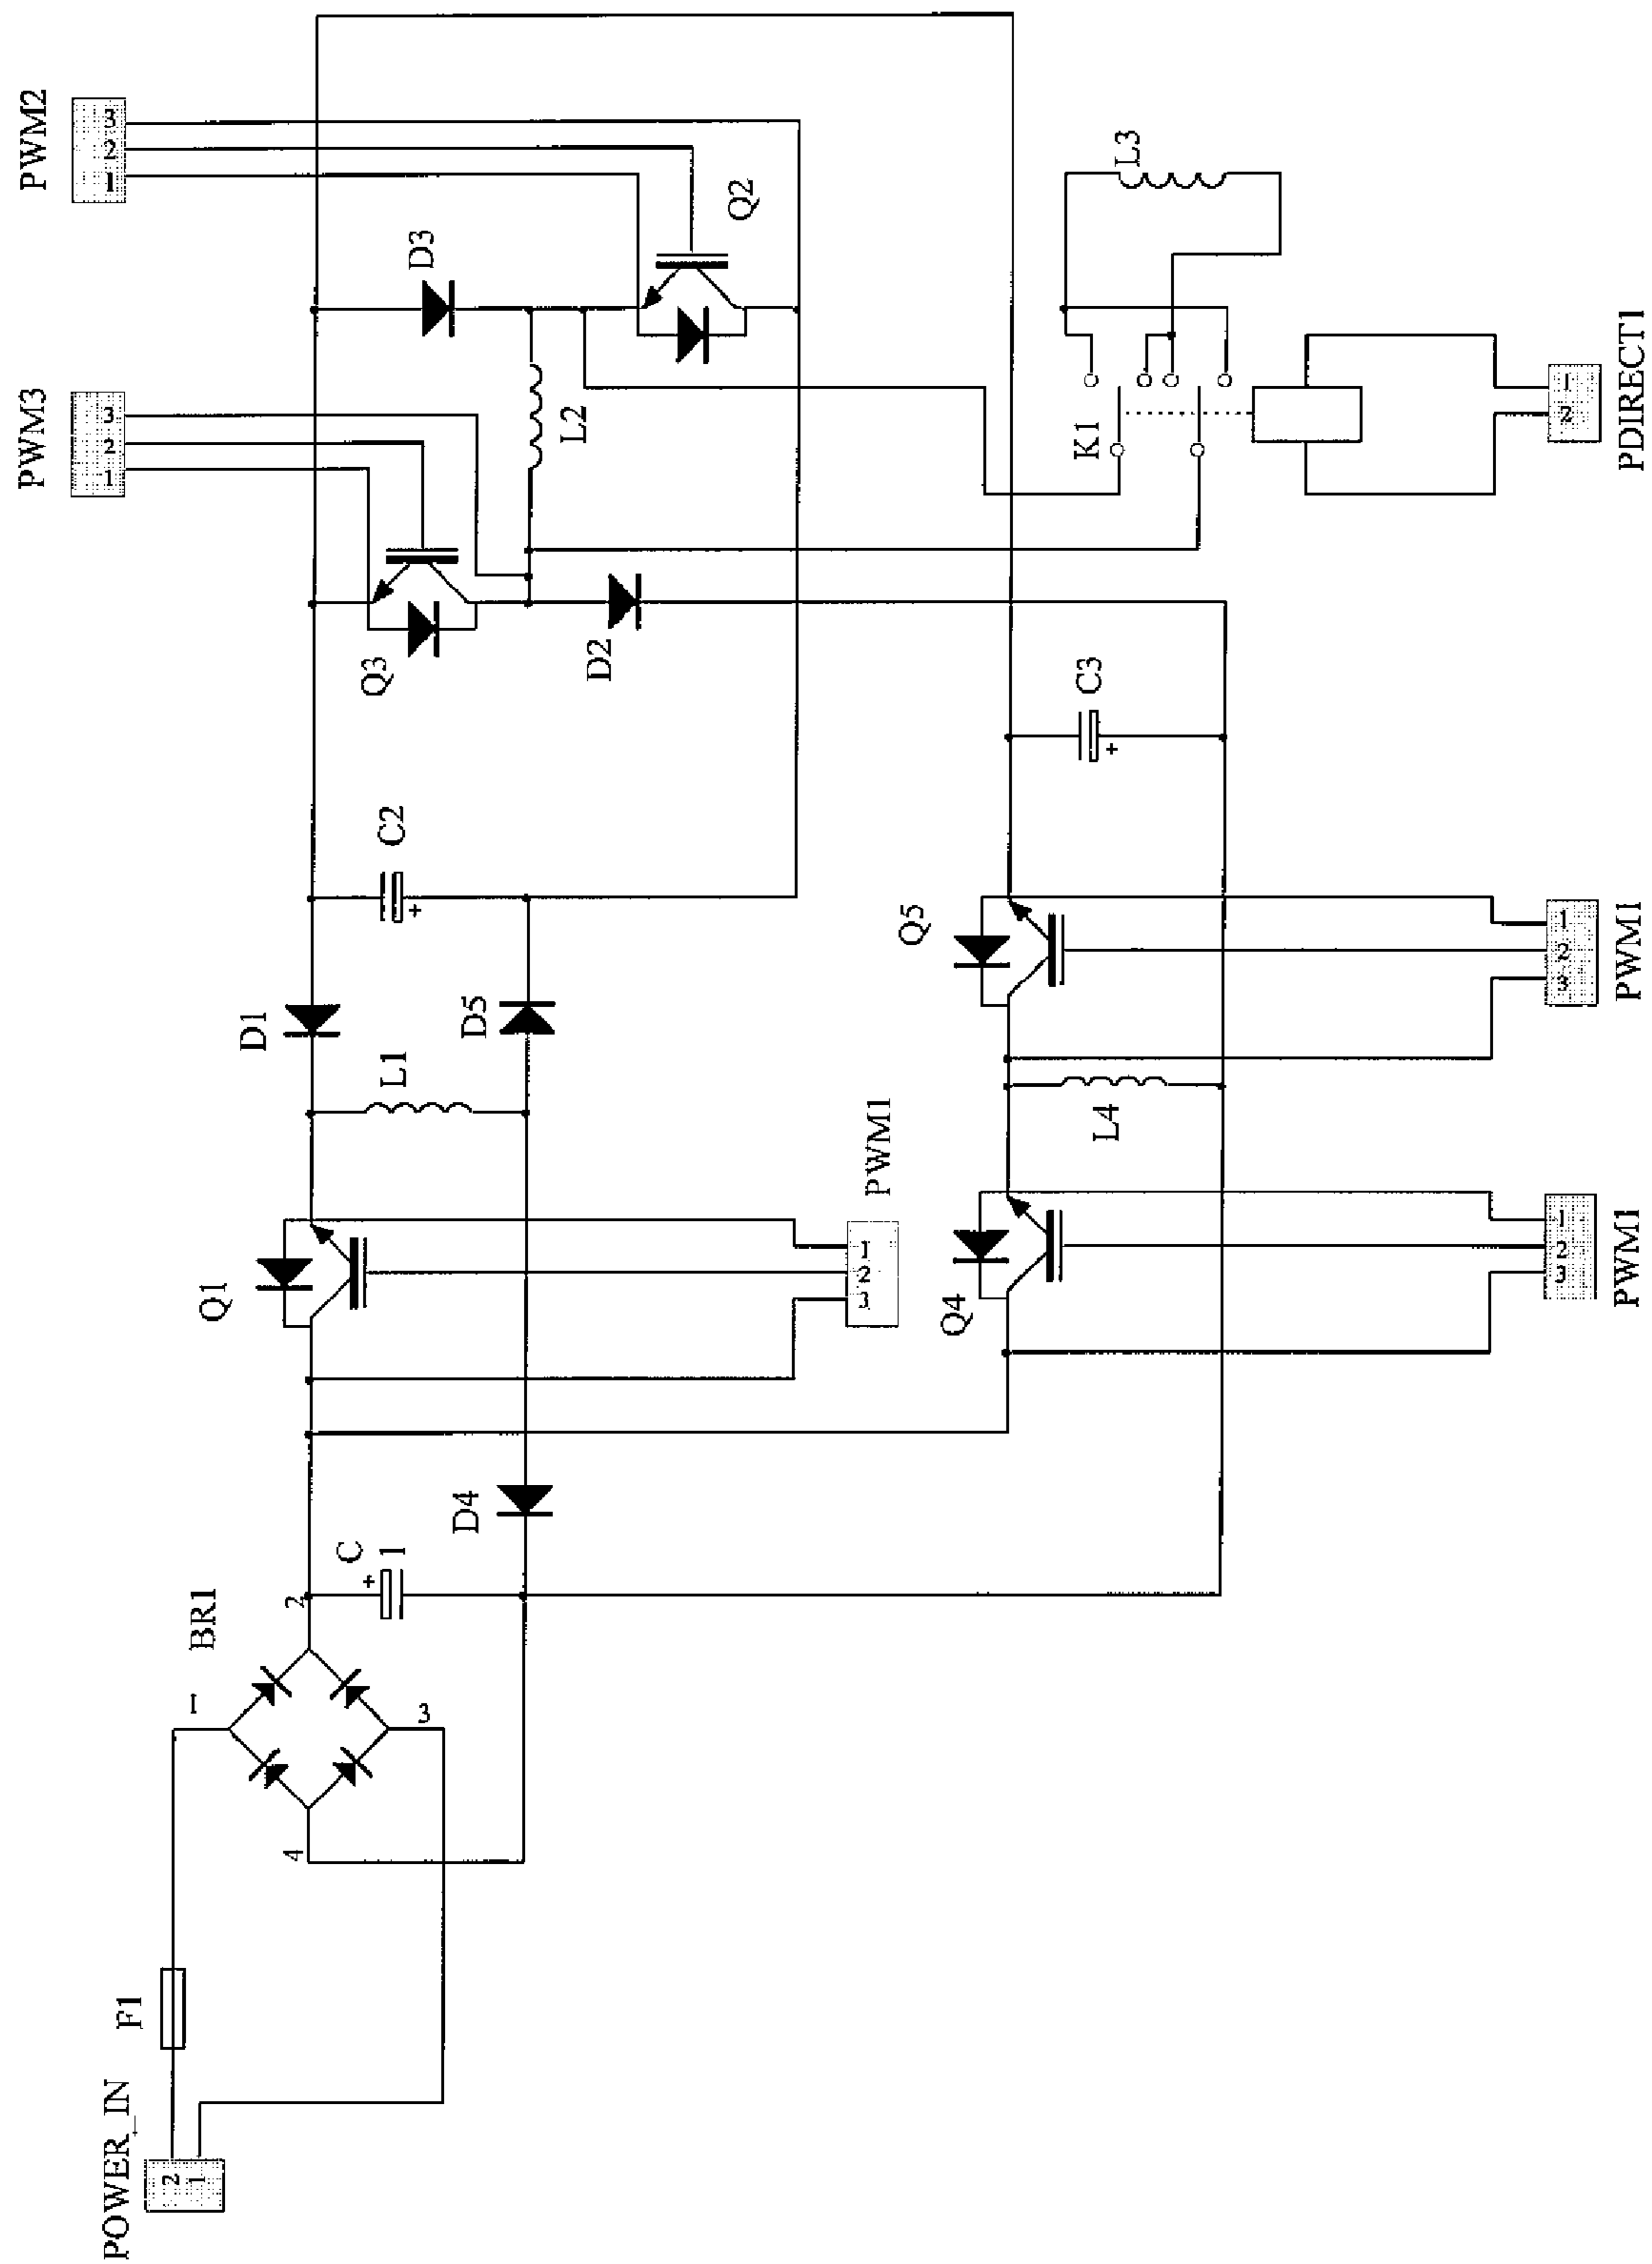 POWER_IN
2
1
F1
BR1
1
2
3
4
C
1
+
D4
Q1
PWM1
1
2
3
L1
D1
D5
C2
+
Q3
D2
PWM3
1
2
3
L2
D3
PWM2
1
2
3
Q2
Q4
PWM1
1
2
3
L4
Q5
PWM1
1
2
3
C3
+
K1
L3
PDIRECT1
1
2